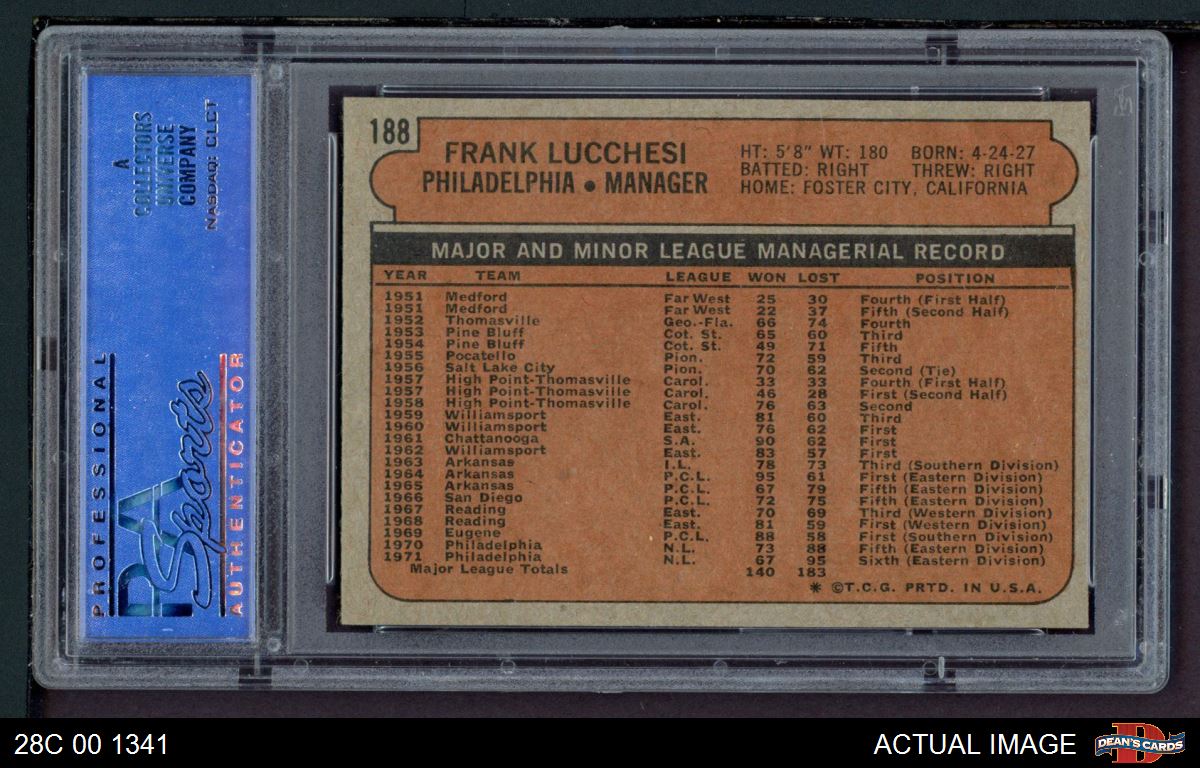 A
COLLECTORS
UNIVERSE
COMPANY
NASDAQ: CLCT
PROFESSIONAL
PSA
Sports
AUTHENTICATOR
188
FRANK LUCCHESI
PHILADELPHIA • MANAGER
HT: 5'8" WT: 180 BORN: 4-24-27
BATTED: RIGHT THREW: RIGHT
HOME: FOSTER CITY, CALIFORNIA
MAJOR AND MINOR LEAGUE MANAGERIAL RECORD
YEAR TEAM LEAGUE WON LOST POSITION
1951 Medford Far West 25 30 Fourth (First Half)
1951 Medford Far West 22 37 Fifth (Second Half)
1952 Thomasville Geo.-Fla. 66 74 Fourth
1953 Pine Bluff Cot. St. 65 60 Third
1954 Pine Bluff Cot. St. 49 71 Fifth
1955 Pocatello Pion. 72 59 Third
1956 Salt Lake City Pion. 70 62 Second (Tie)
1957 High Point-Thomasville Carol. 33 33 Fourth (First Half)
1957 High Point-Thomasville Carol. 46 28 First (Second Half)
1958 High Point-Thomasville Carol. 76 63 Second
1959 Williamsport East. 81 60 Third
1960 Williamsport East. 76 62 First
1961 Chattanooga S.A. 90 62 First
1962 Williamsport East. 83 57 First
1963 Arkansas I.L. 78 73 Third (Southern Division)
1964 Arkansas P.C.L. 95 61 First (Eastern Division)
1965 Arkansas P.C.L. 67 79 Fifth (Eastern Division)
1966 San Diego P.C.L. 72 75 Fifth (Eastern Division)
1967 Reading East. 70 69 Third (Western Division)
1968 Reading East. 81 59 First (Western Division)
1969 Eugene P.C.L. 88 58 First (Southern Division)
1970 Philadelphia N.L. 73 88 Fifth (Eastern Division)
1971 Philadelphia N.L. 67 95 Sixth (Eastern Division)
Major League Totals 140 183
* ©T.C.G. PRTD. IN U.S.A.
28C 00 1341
ACTUAL IMAGE
D
DEAN'S CARDS